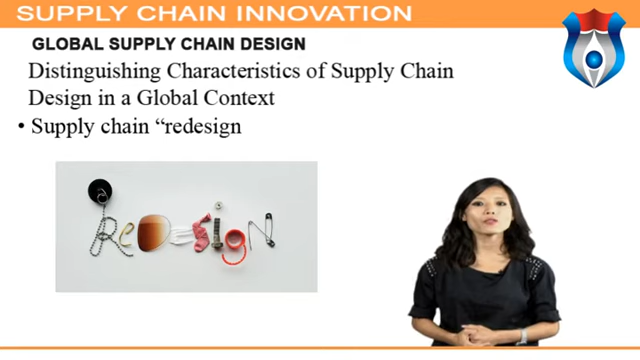 SUPPLY CHAIN INNOVATION
GLOBAL SUPPLY CHAIN DESIGN
Distinguishing Characteristics of Supply Chain
Design in a Global Context
• Supply chain “redesign
Redesign